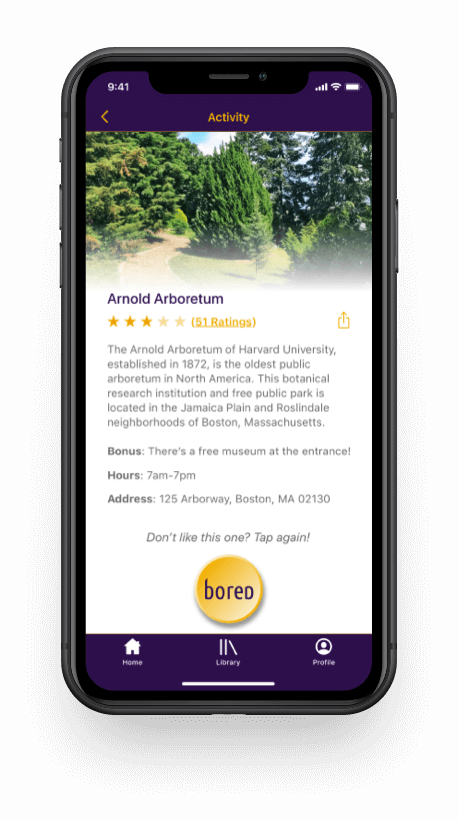 9:41
Activity
Arnold Arboretum
(51 Ratings)
The Arnold Arboretum of Harvard University,
established in 1872, is the oldest public
arboretum in North America. This botanical
research institution and free public park is
located in the Jamaica Plain and Roslindale
neighborhoods of Boston, Massachusetts.
Bonus: There's a free museum at the entrance!
Hours: 7am-7pm
Address: 125 Arborway, Boston, MA 02130
Don't like this one? Tap again!
bored
Home Library Profile